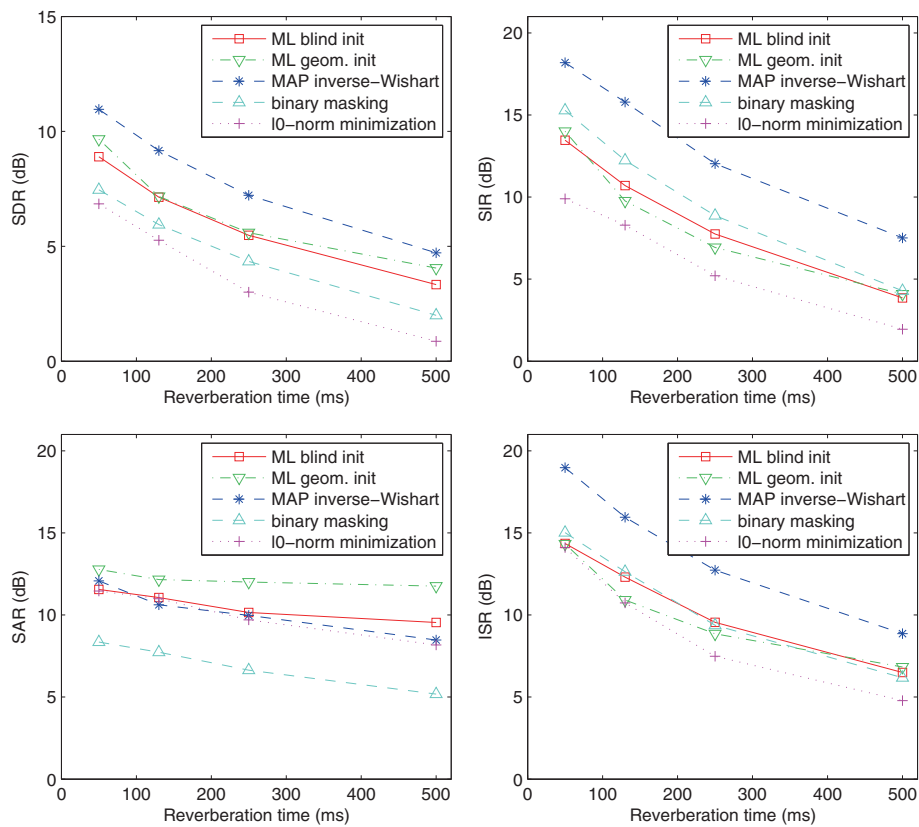 15
10
5
0
SDR (dB)
0 100 200 300 400 500
Reverberation time (ms)
ML blind init
ML geom. init
MAP inverse−Wishart
binary masking
l0−norm minimization
20
15
10
5
0
SIR (dB)
0 100 200 300 400 500
Reverberation time (ms)
ML blind init
ML geom. init
MAP inverse−Wishart
binary masking
l0−norm minimization
20
15
10
5
0
SAR (dB)
0 100 200 300 400 500
Reverberation time (ms)
ML blind init
ML geom. init
MAP inverse−Wishart
binary masking
l0−norm minimization
20
15
10
5
0
ISR (dB)
0 100 200 300 400 500
Reverberation time (ms)
ML blind init
ML geom. init
MAP inverse−Wishart
binary masking
l0−norm minimization